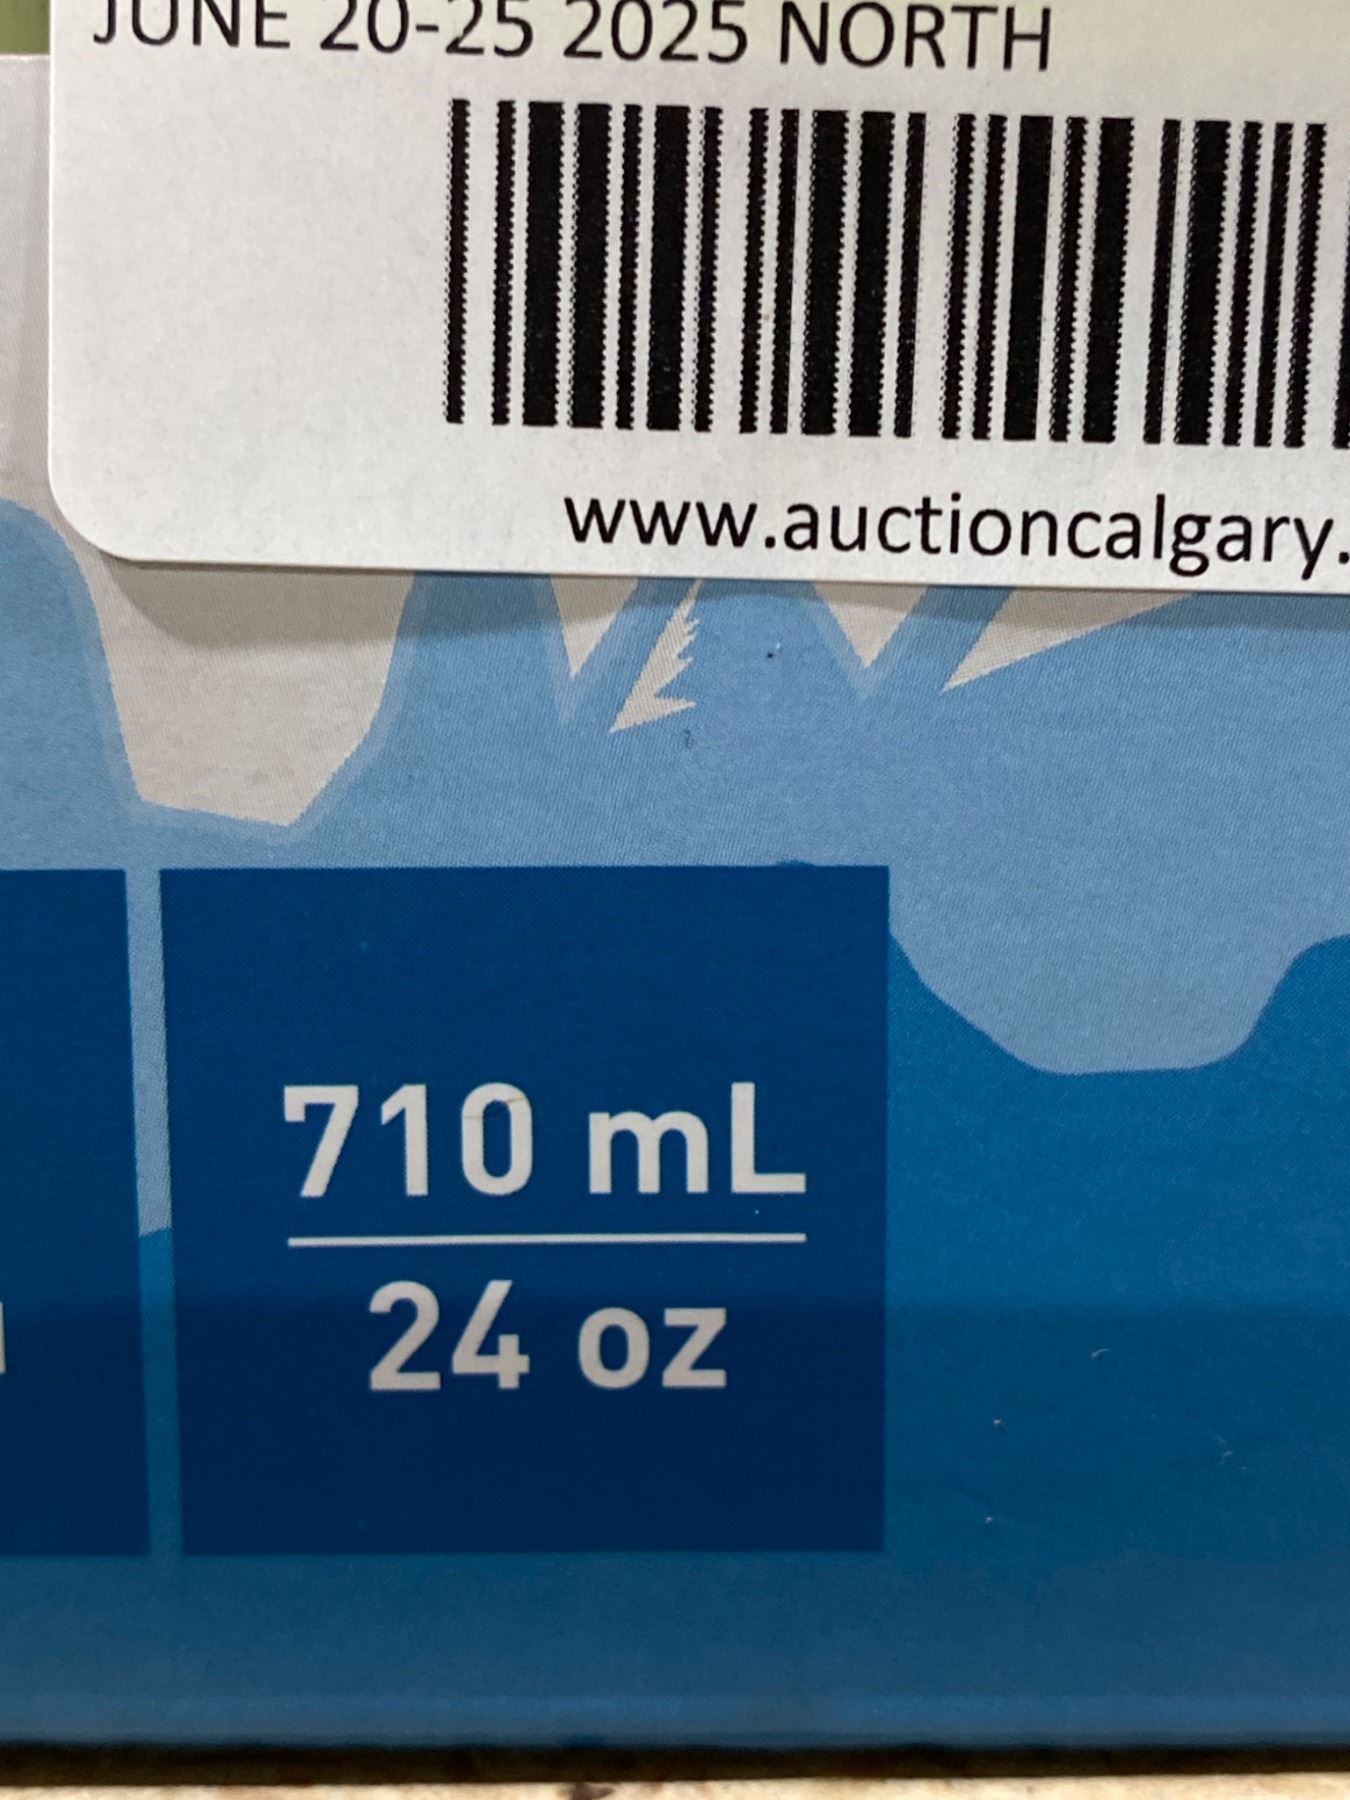 JUNE 20-25 2025 NORTH
www.auctioncalgary.
710 mL
24 oz